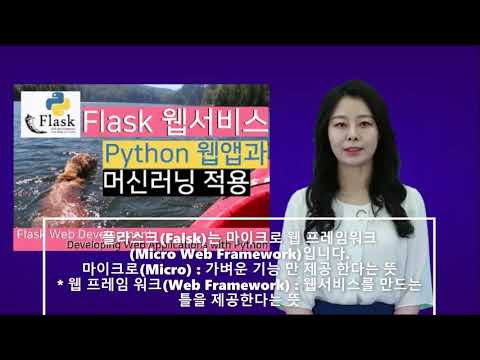 Flask
Flask 웹서비스
Python 웹앱과
머신러닝 적용
Flask Web Deve
Developing Web Applications with Python
플라스크(Falsk)는 마이크로 웹 프레임워크
(Micro Web Framework)입니다.
마이크로(Micro) : 가벼운 기능 만 제공 한다는 뜻
* 웹 프레임 워크(Web Framework) : 웹서비스를 만드는
틀을 제공한다는 뜻